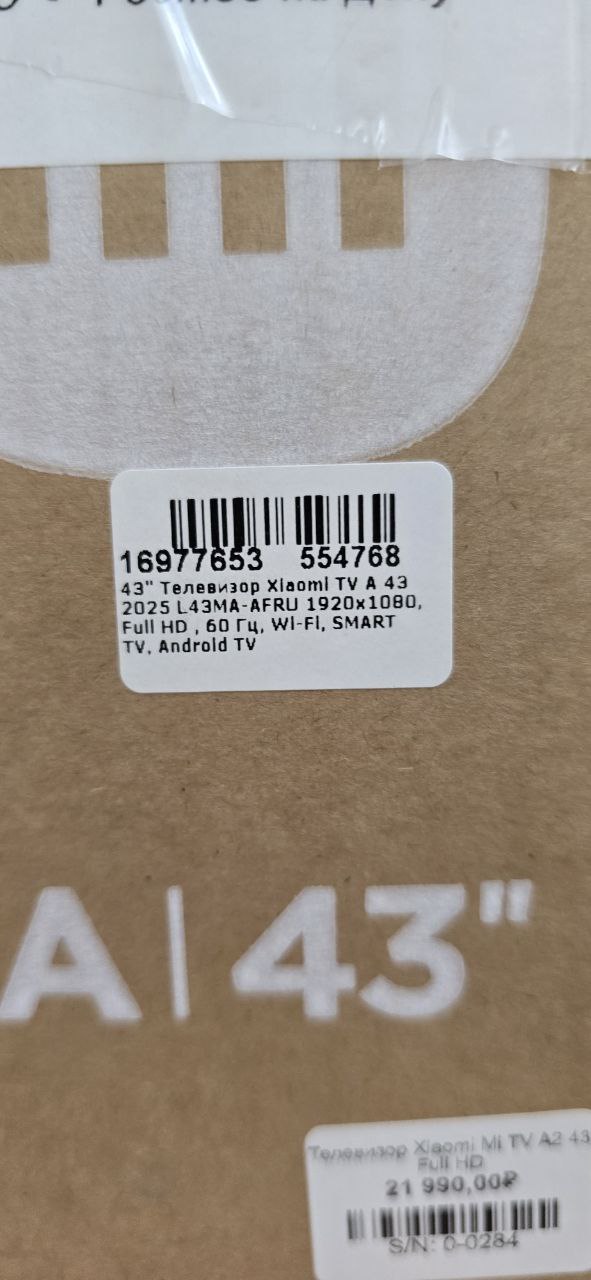 16977653 554768
43" Телевизор Xiaomi TV A 43
2025 L43MA-AFRU 1920x1080,
Full HD , 60 Гц, Wi-Fi, SMART
TV, Android TV
A | 43"
Телевизор Xiaomi Mi TV A2 43
Full HD
21 990,00₽
S/N: 0-0284